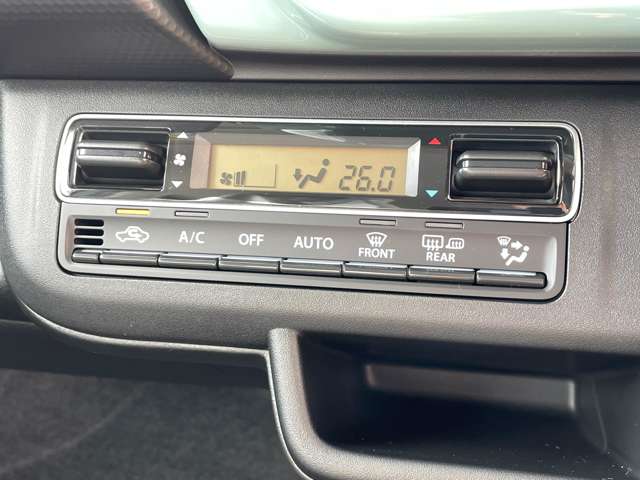 26.0
A/C OFF AUTO FRONT REAR